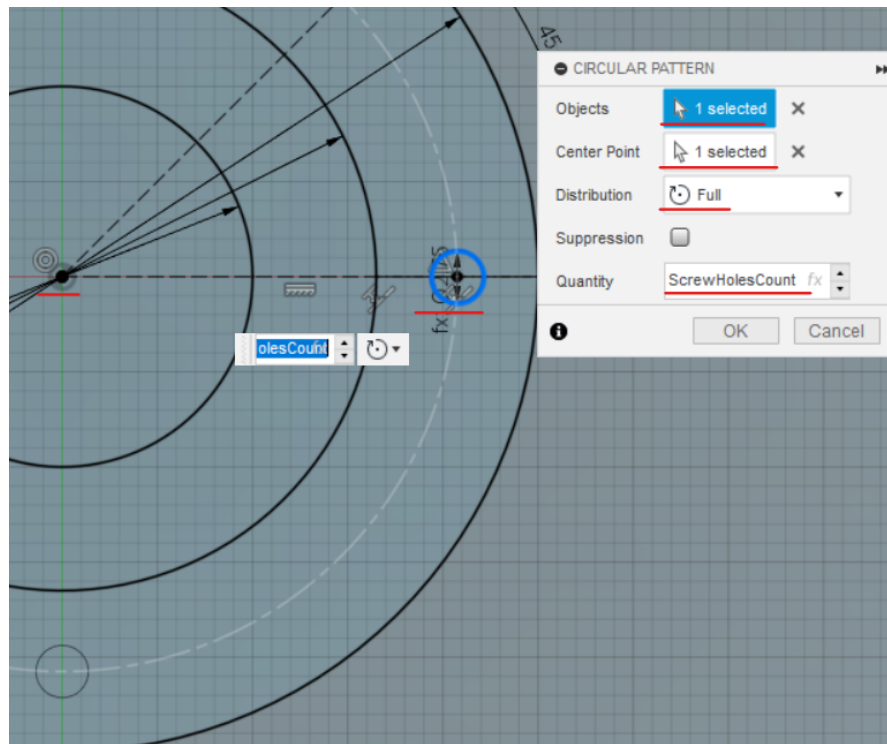 45
CIRCULAR PATTERN
Objects
1 selected
Center Point
1 selected
Distribution
Full
Suppression
Quantity
ScrewHolesCount fx
OK
Cancel
olesCount
fx: